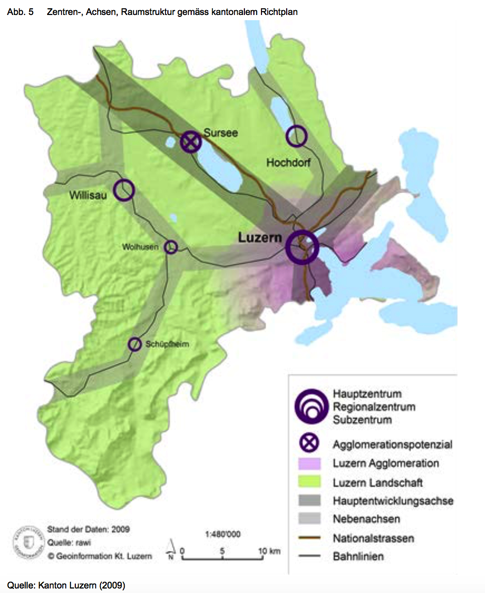 Abb. 5 Zentren-, Achsen, Raumstruktur gemäss kantonalem Richtplan
Sursee
Hochdorf
Willisau
Luzern
Wolhusen
Schüpfheim
Hauptzentrum
Regionalzentrum
Subzentrum
Agglomerationspotenzial
Luzern Agglomeration
Luzern Landschaft
Hauptentwicklungsachse
Nebenachsen
Nationalstrassen
Bahnlinien
Stand der Daten: 2009
Quelle: rawi
© Geoinformation Kt. Luzern
1:480'000
N
0 5 10 km
Quelle: Kanton Luzern (2009)